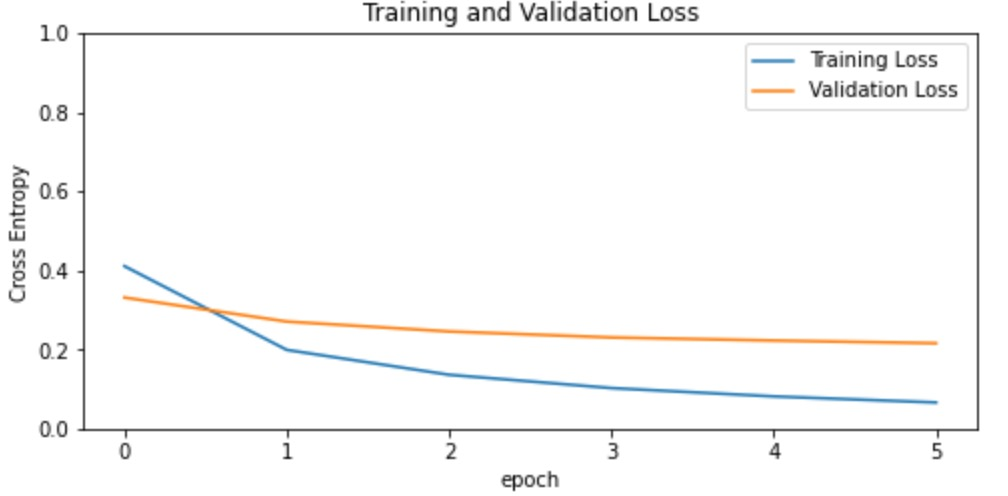 Training and Validation Loss
1.0
0.8
0.6
0.4
0.2
0.0
Cross Entropy
Training Loss
Validation Loss
0 1 2 3 4 5
epoch